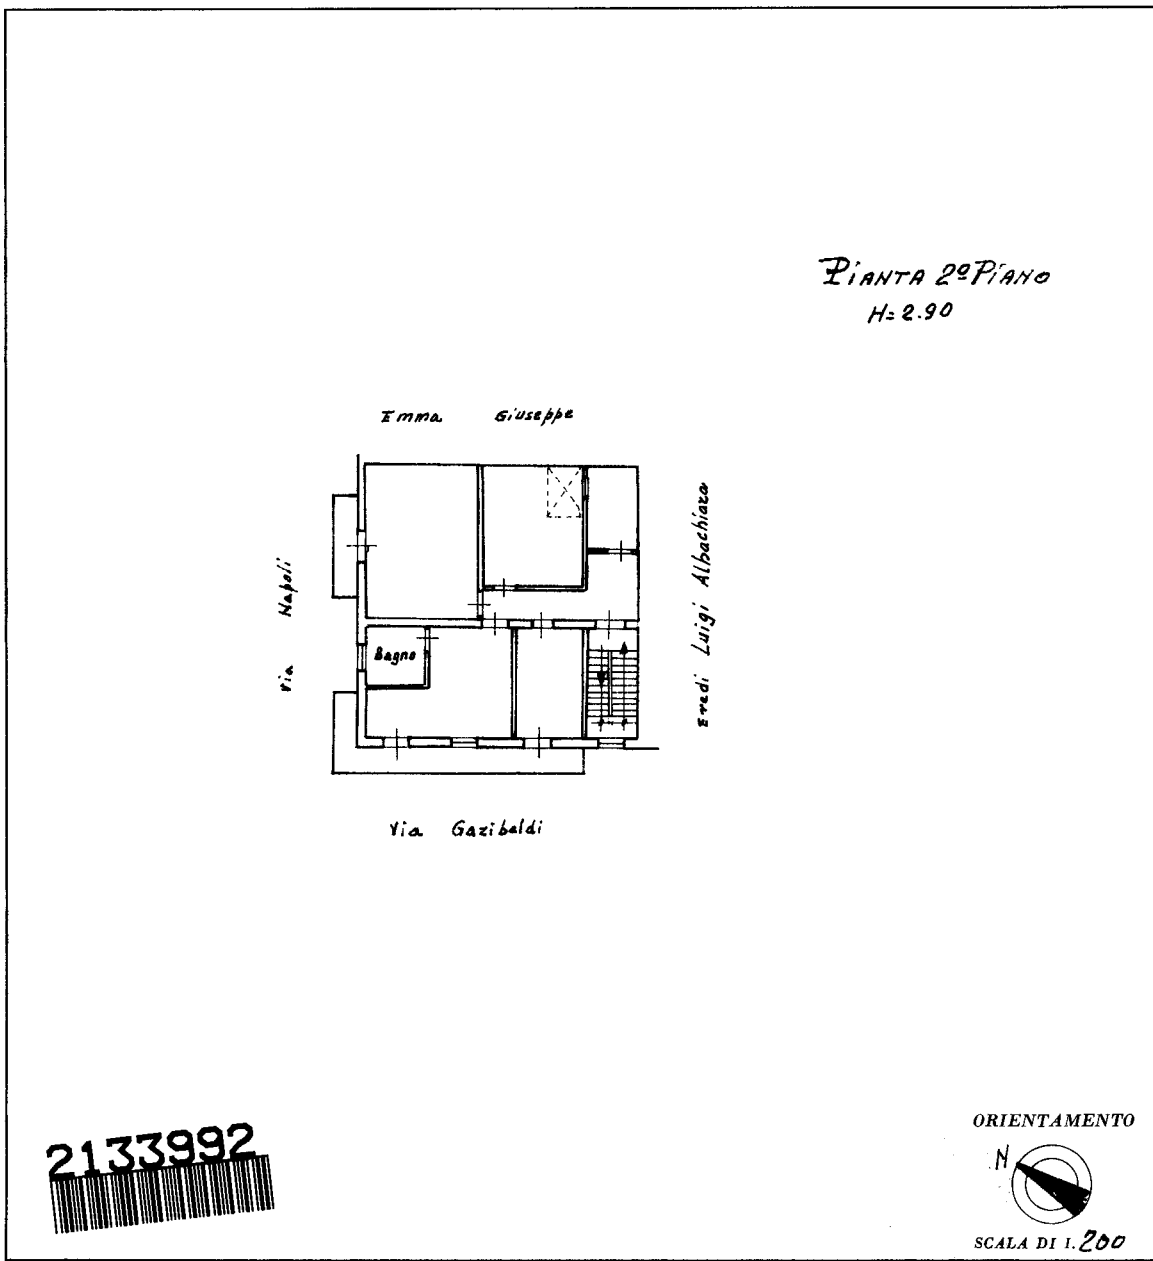 PIANTA 2º PIANO
H=2.90
Emma Giuseppe
Via Napoli
Eredi Luigi Albachiara
Bagno
Via Garibaldi
2133992
ORIENTAMENTO
N
SCALA DI 1.200